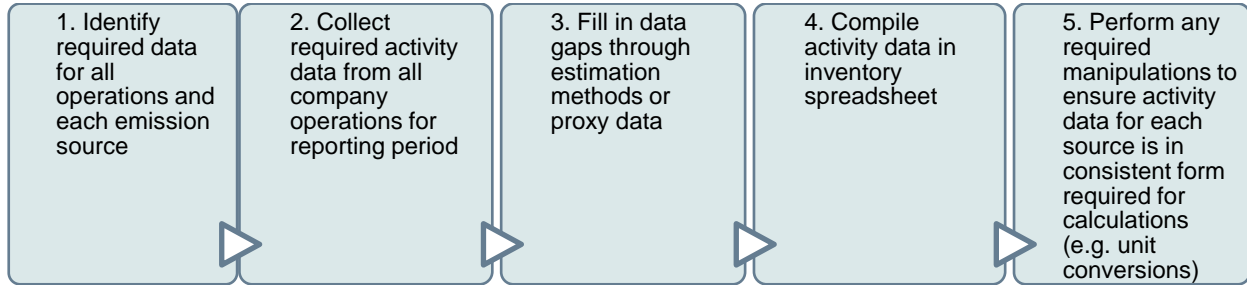 1. Identify
required data
for all
operations and
each emission
source
2. Collect
required activity
data from all
company
operations for
reporting period
3. Fill in data
gaps through
estimation
methods or
proxy data
4. Compile
activity data in
inventory
spreadsheet
5. Perform any
required
manipulations to
ensure activity
data for each
source is in
consistent form
required for
calculations
(e.g. unit
conversions)